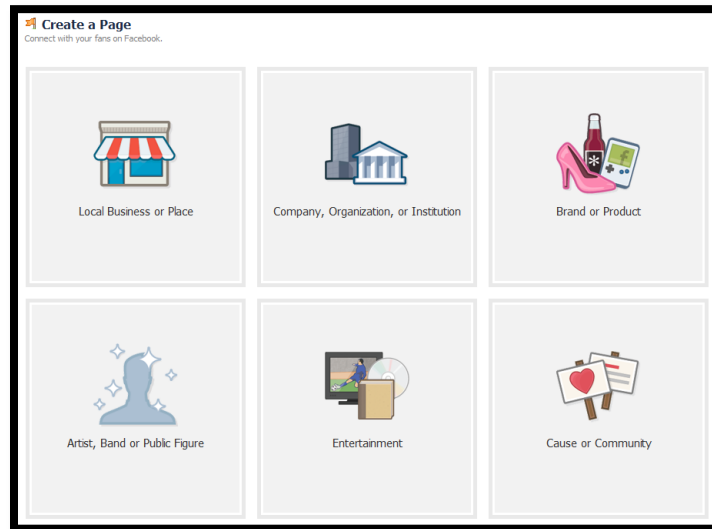 Create a Page
Connect with your fans on Facebook.
Local Business or Place
Company, Organization, or Institution
Brand or Product
Artist, Band or Public Figure
Entertainment
Cause or Community